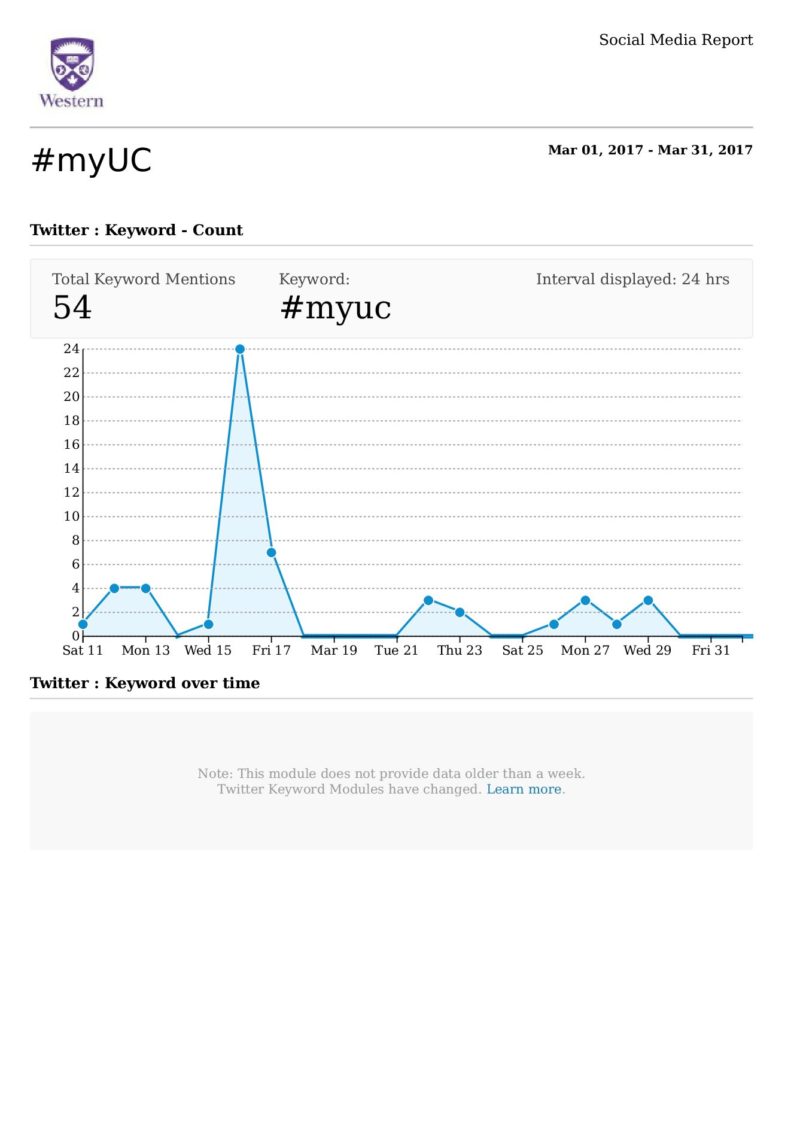 Western
Social Media Report
#myUC
Mar 01, 2017 - Mar 31, 2017
Twitter : Keyword - Count
Total Keyword Mentions
54
Keyword:
#myuc
Interval displayed: 24 hrs
24
22
20
18
16
14
12
10
8
6
4
2
0
Sat 11 Mon 13 Wed 15 Fri 17 Mar 19 Tue 21 Thu 23 Sat 25 Mon 27 Wed 29 Fri 31
Twitter : Keyword over time
Note: This module does not provide data older than a week.
Twitter Keyword Modules have changed. Learn more.